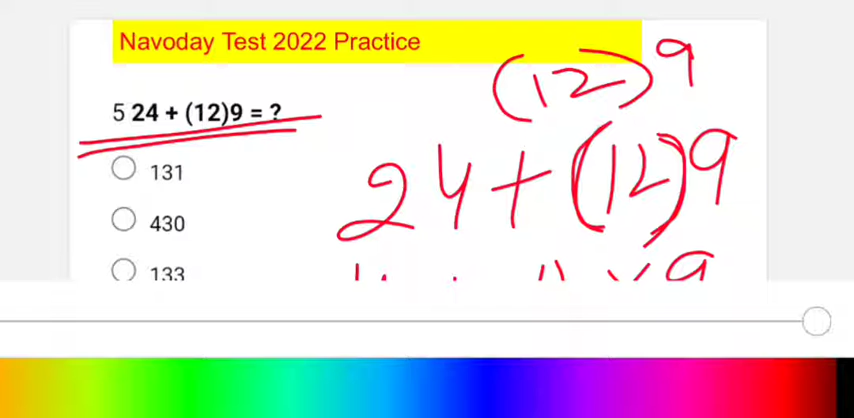 Navoday Test 2022 Practice
(12)9
5 24 + (12)9 = ?
24+(12)9
131
430
133